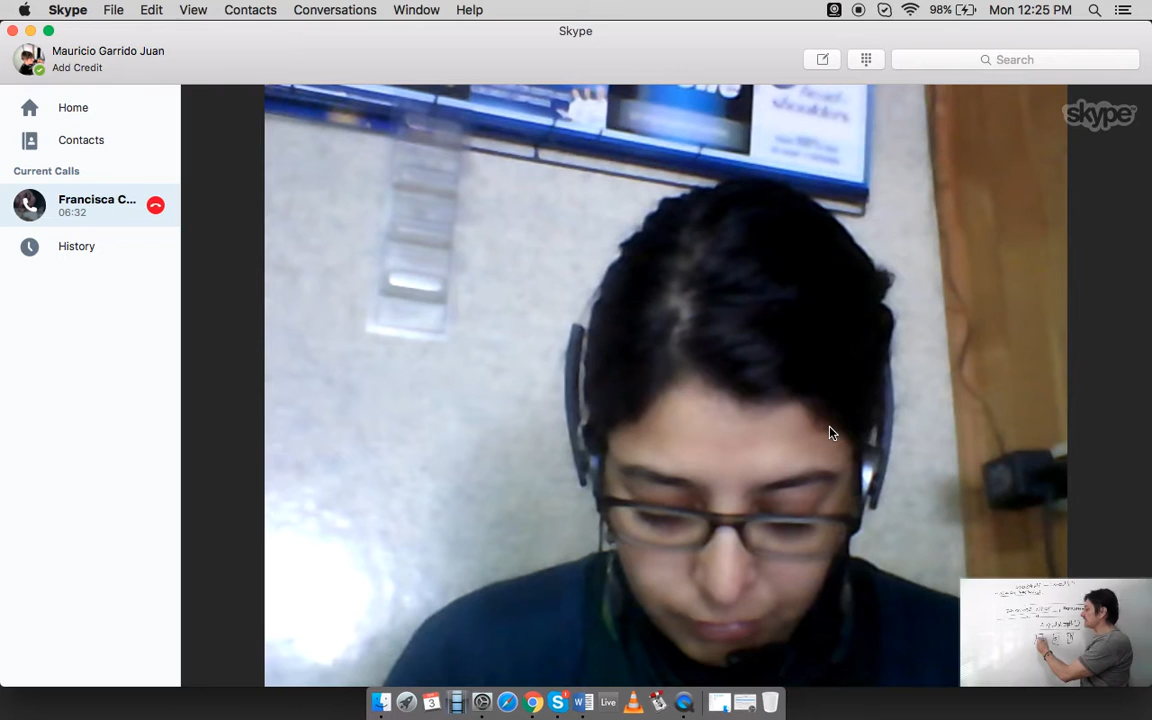 Skype File Edit View Contacts Conversations Window Help 98% Mon 12:25 PM
Skype
Mauricio Garrido Juan
Add Credit
Search
Home
Contacts
Current Calls
Francisca C...
06:32
History
skype
3
Live